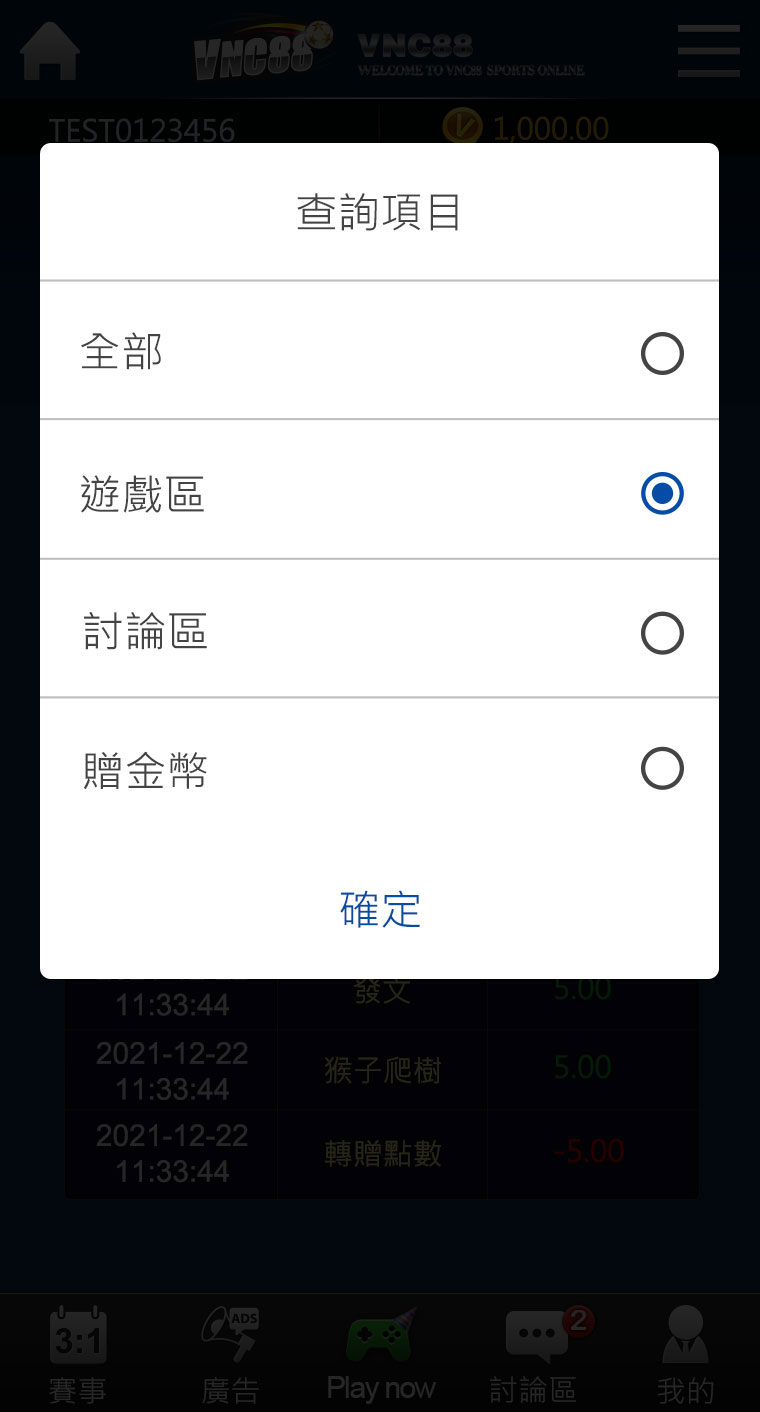 VNC88
VNC88
WELCOME TO VNC88 SPORTS ONLINE
TEST0123456
1,000.00
查詢項目
全部
遊戲區
討論區
贈金幣
確定
11:33:44
發文
5.00
2021-12-22
11:33:44
猴子爬樹
5.00
2021-12-22
11:33:44
轉贈點數
-5.00
3:1
ADS
2
賽事
廣告
Play now
討論區
我的